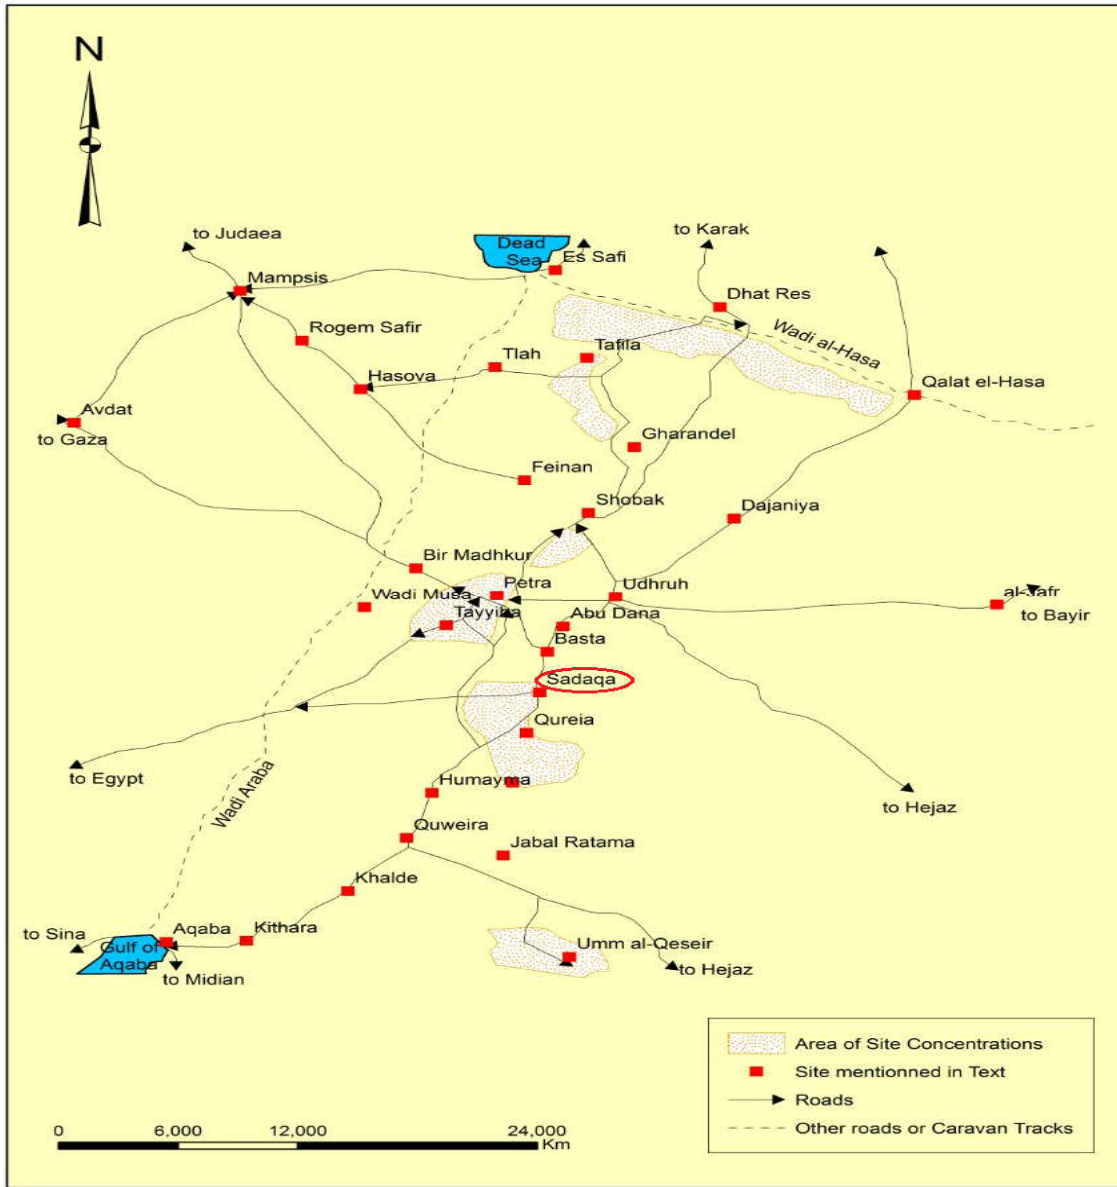 N
to Judaea
to Karak
Dead
Sea
Es Safi
Mampsis
Dhat Res
Rogem Safir
Wadi al-Hasa
Tafila
Tlah
Hasova
Qalat el-Hasa
Avdat
to Gaza
Gharandel
Feinan
Shobak
Dajaniya
Bir Madhkur
Petra
Udhruh
Wadi Musa
al-Jafr
Tayyiba
Abu Dana
to Bayir
Basta
Sadaqa
Qureia
to Egypt
Humayma
Wadi Araba
to Hejaz
Quweira
Jabal Ratama
Khalde
to Sina
Aqaba
Kithara
Gulf of
Aqaba
Umm al-Qeseir
to Midian
to Hejaz
Area of Site Concentrations
Site mentionned in Text
Roads
Other roads or Caravan Tracks
0 6,000 12,000 24,000
Km